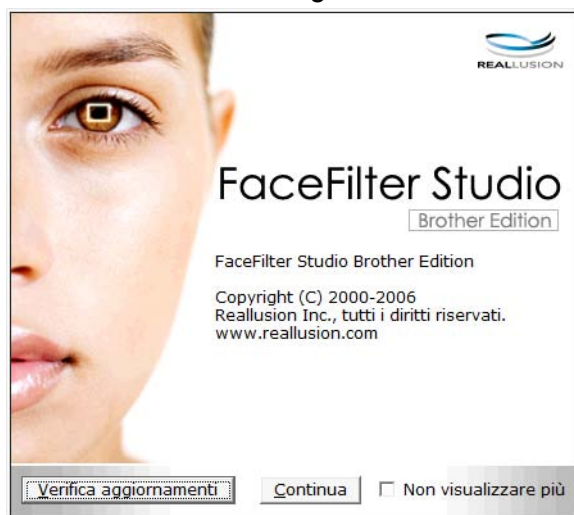 REALLUSION
FaceFilter Studio
Brother Edition
FaceFilter Studio Brother Edition
Copyright (C) 2000-2006
Reallusion Inc., tutti i diritti riservati.
www.reallusion.com
Verifica aggiornamenti Continua Non visualizzare più